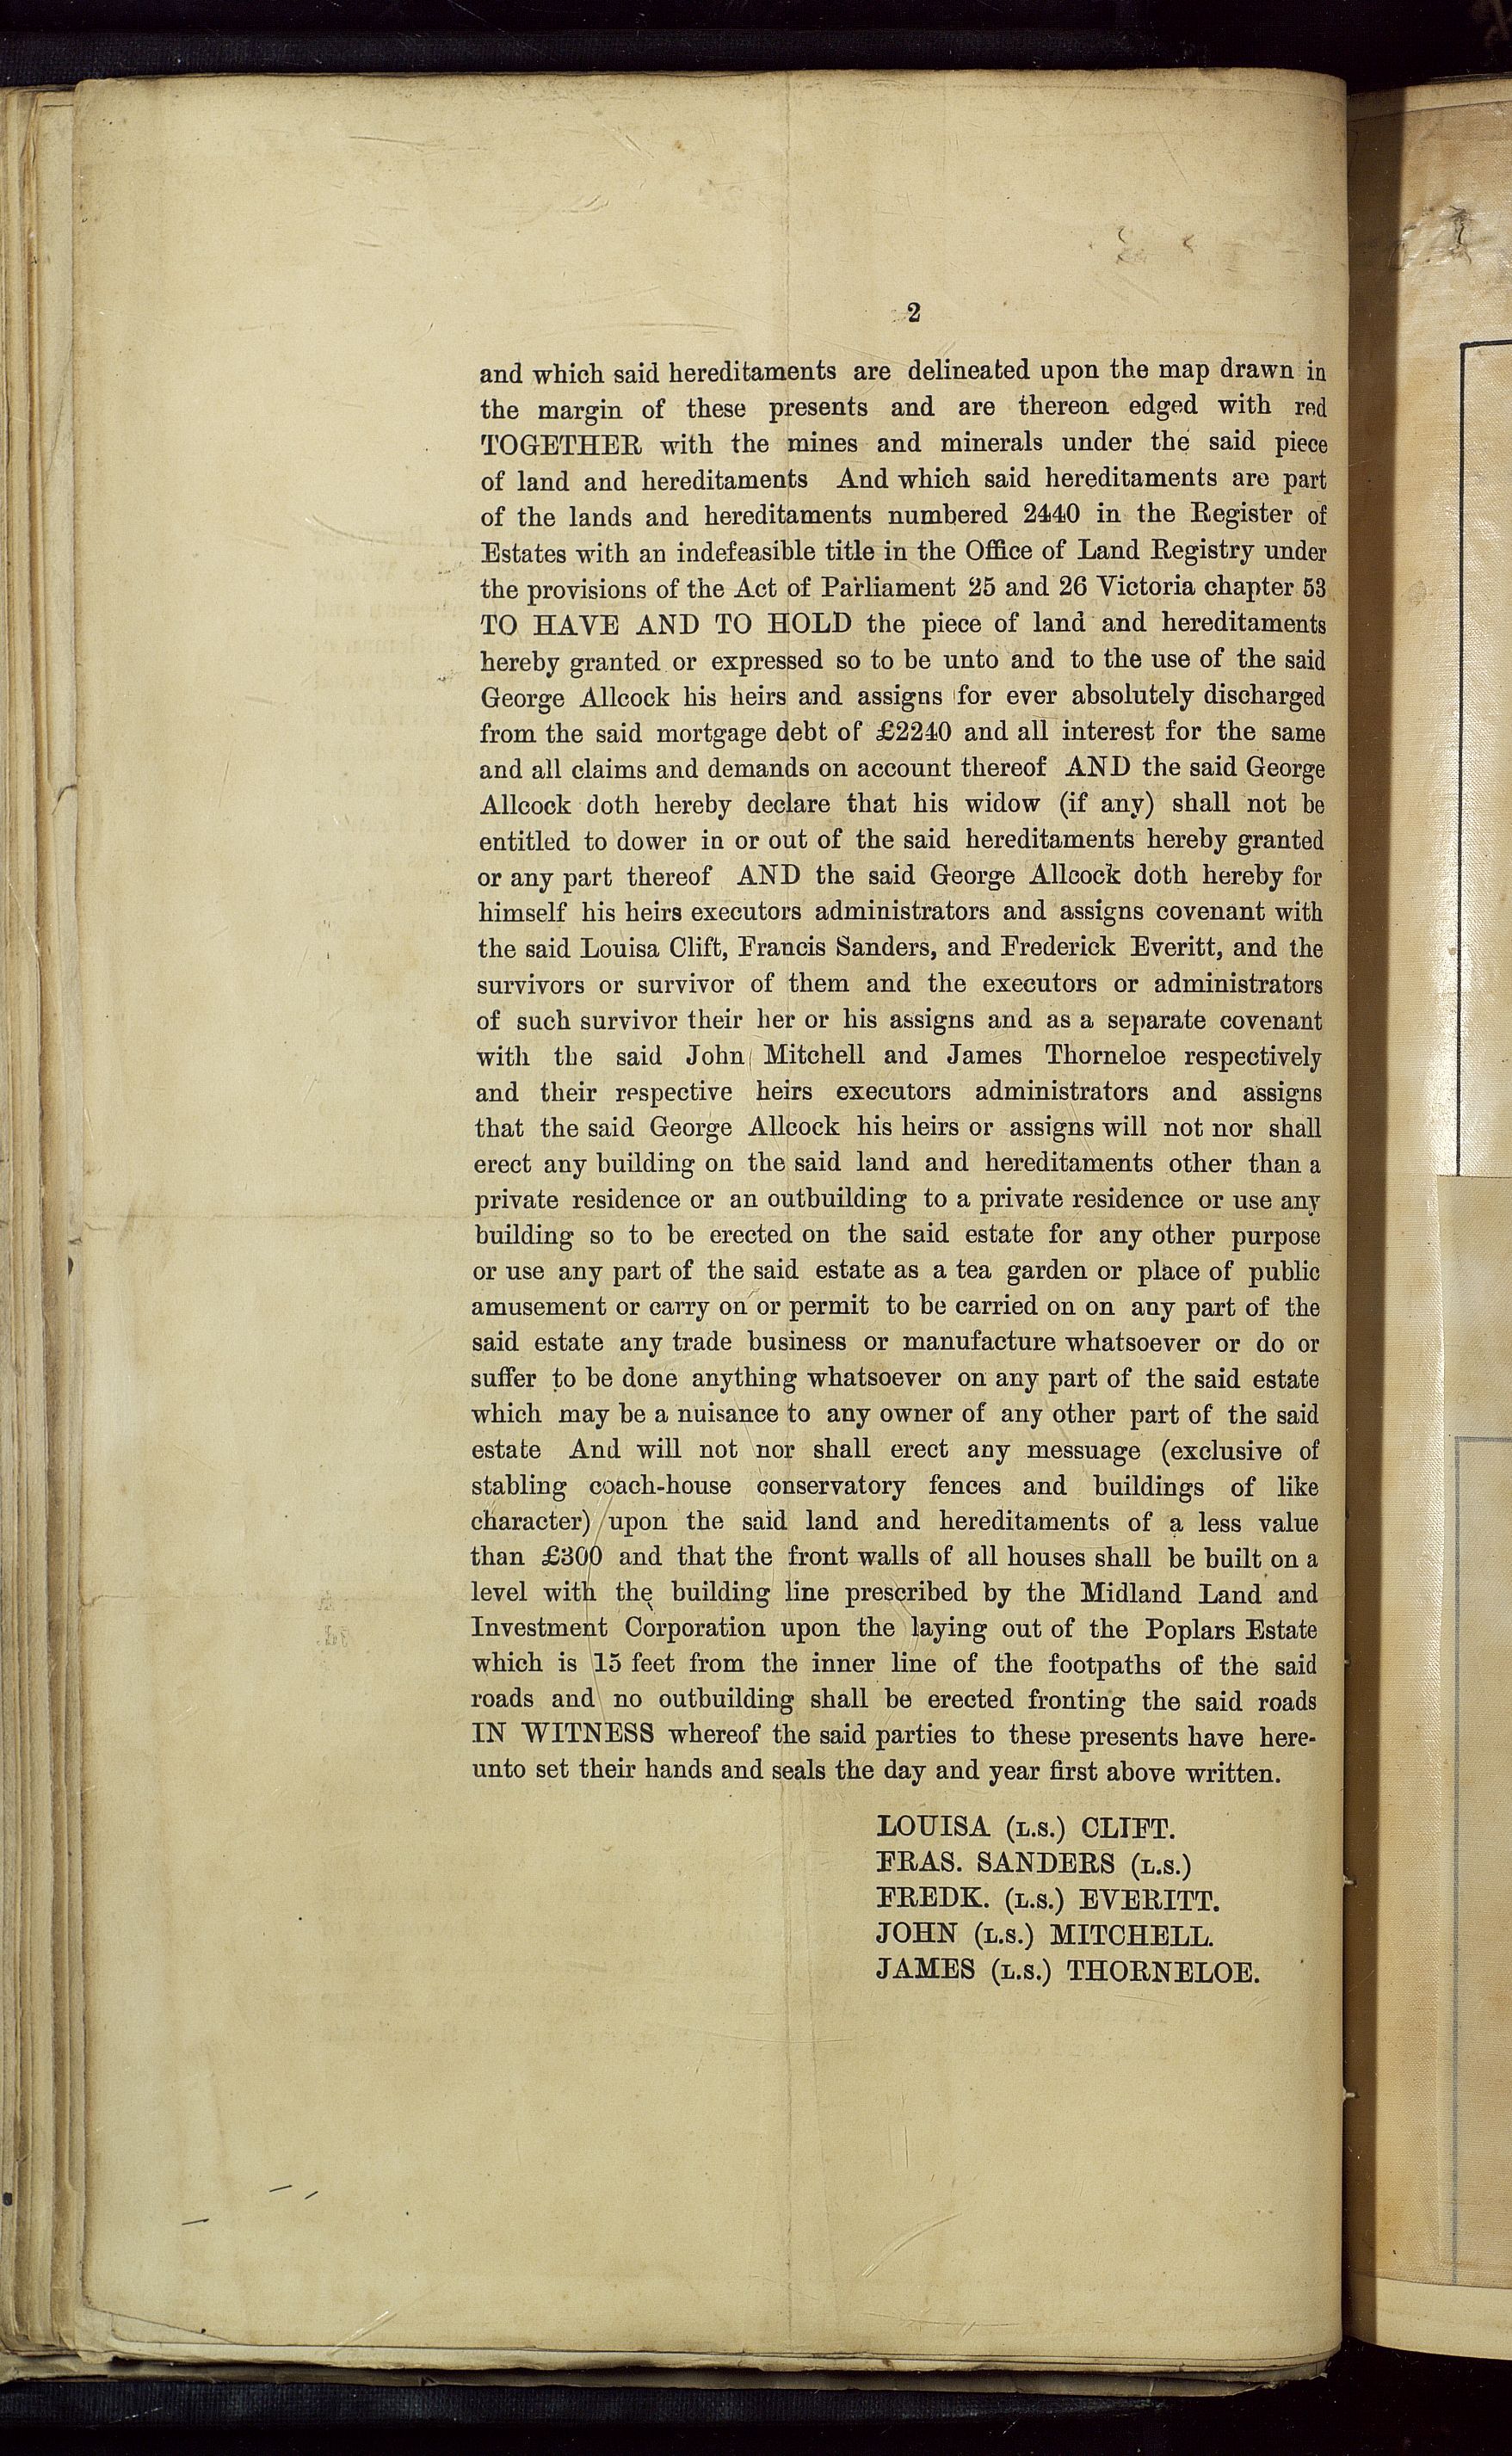 2
and which said hereditaments are delineated upon the map drawn in
the margin of these presents and are thereon edged with red
TOGETHER with the mines and minerals under the said piece
of land and hereditaments And which said hereditaments are part
of the lands and hereditaments numbered 2440 in the Register of
Estates with an indefeasible title in the Office of Land Registry under
the provisions of the Act of Parliament 25 and 26 Victoria chapter 53
TO HAVE AND TO HOLD the piece of land and hereditaments
hereby granted or expressed so to be unto and to the use of the said
George Allcock his heirs and assigns for ever absolutely discharged
from the said mortgage debt of £2240 and all interest for the same
and all claims and demands on account thereof AND the said George
Allcock doth hereby declare that his widow (if any) shall not be
entitled to dower in or out of the said hereditaments hereby granted
or any part thereof AND the said George Allcock doth hereby for
himself his heirs executors administrators and assigns covenant with
the said Louisa Clift, Francis Sanders, and Frederick Everitt, and the
survivors or survivor of them and the executors or administrators
of such survivor their her or his assigns and as a separate covenant
with the said John Mitchell and James Thorneloe respectively
and their respective heirs executors administrators and assigns
that the said George Allcock his heirs or assigns will not nor shall
erect any building on the said land and hereditaments other than a
private residence or an outbuilding to a private residence or use any
building so to be erected on the said estate for any other purpose
or use any part of the said estate as a tea garden or place of public
amusement or carry on or permit to be carried on on any part of the
said estate any trade business or manufacture whatsoever or do or
suffer to be done anything whatsoever on any part of the said estate
which may be a nuisance to any owner of any other part of the said
estate And will not nor shall erect any messuage (exclusive of
stabling coach-house conservatory fences and buildings of like
character) upon the said land and hereditaments of a less value
than £300 and that the front walls of all houses shall be built on a
level with the building line prescribed by the Midland Land and
Investment Corporation upon the laying out of the Poplars Estate
which is 15 feet from the inner line of the footpaths of the said
roads and no outbuilding shall be erected fronting the said roads
IN WITNESS whereof the said parties to these presents have here-
unto set their hands and seals the day and year first above written.
LOUISA (L.S.) CLIFT.
FRAS. SANDERS (L.S.)
FREDK. (L.S.) EVERITT.
JOHN (L.S.) MITCHELL.
JAMES (L.S.) THORNELOE.